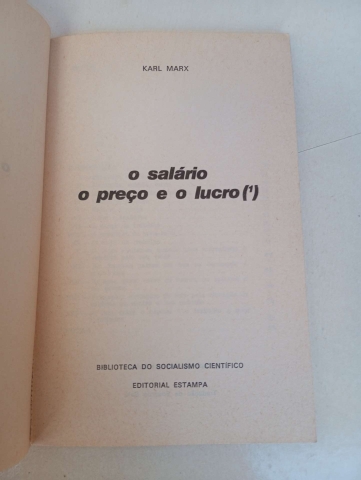 KARL MARX
o salário
o preço e o lucro(¹)
BIBLIOTECA DO SOCIALISMO CIENTÍFICO
EDITORIAL ESTAMPA